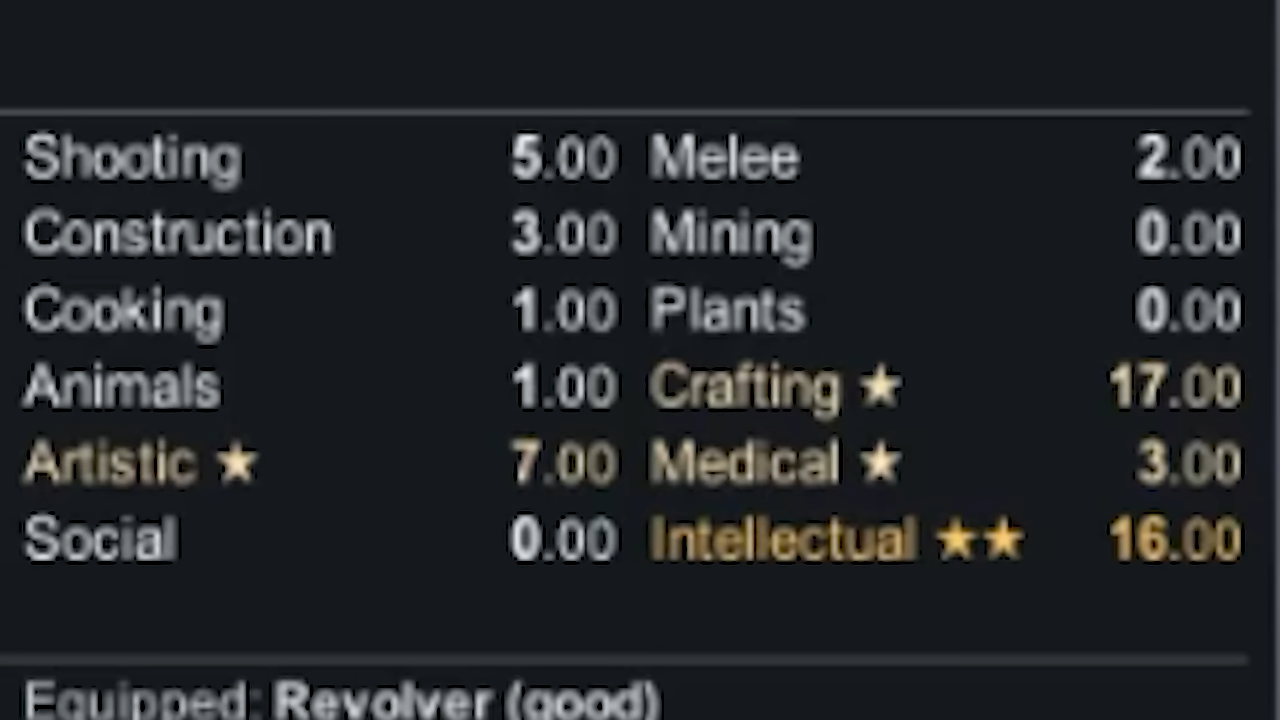 Shooting 5.00 Melee 2.00
Construction 3.00 Mining 0.00
Cooking 1.00 Plants 0.00
Animals 1.00 Crafting ★ 17.00
Artistic ★ 7.00 Medical ★ 3.00
Social 0.00 Intellectual ★★ 16.00
Equipped: Revolver (good)